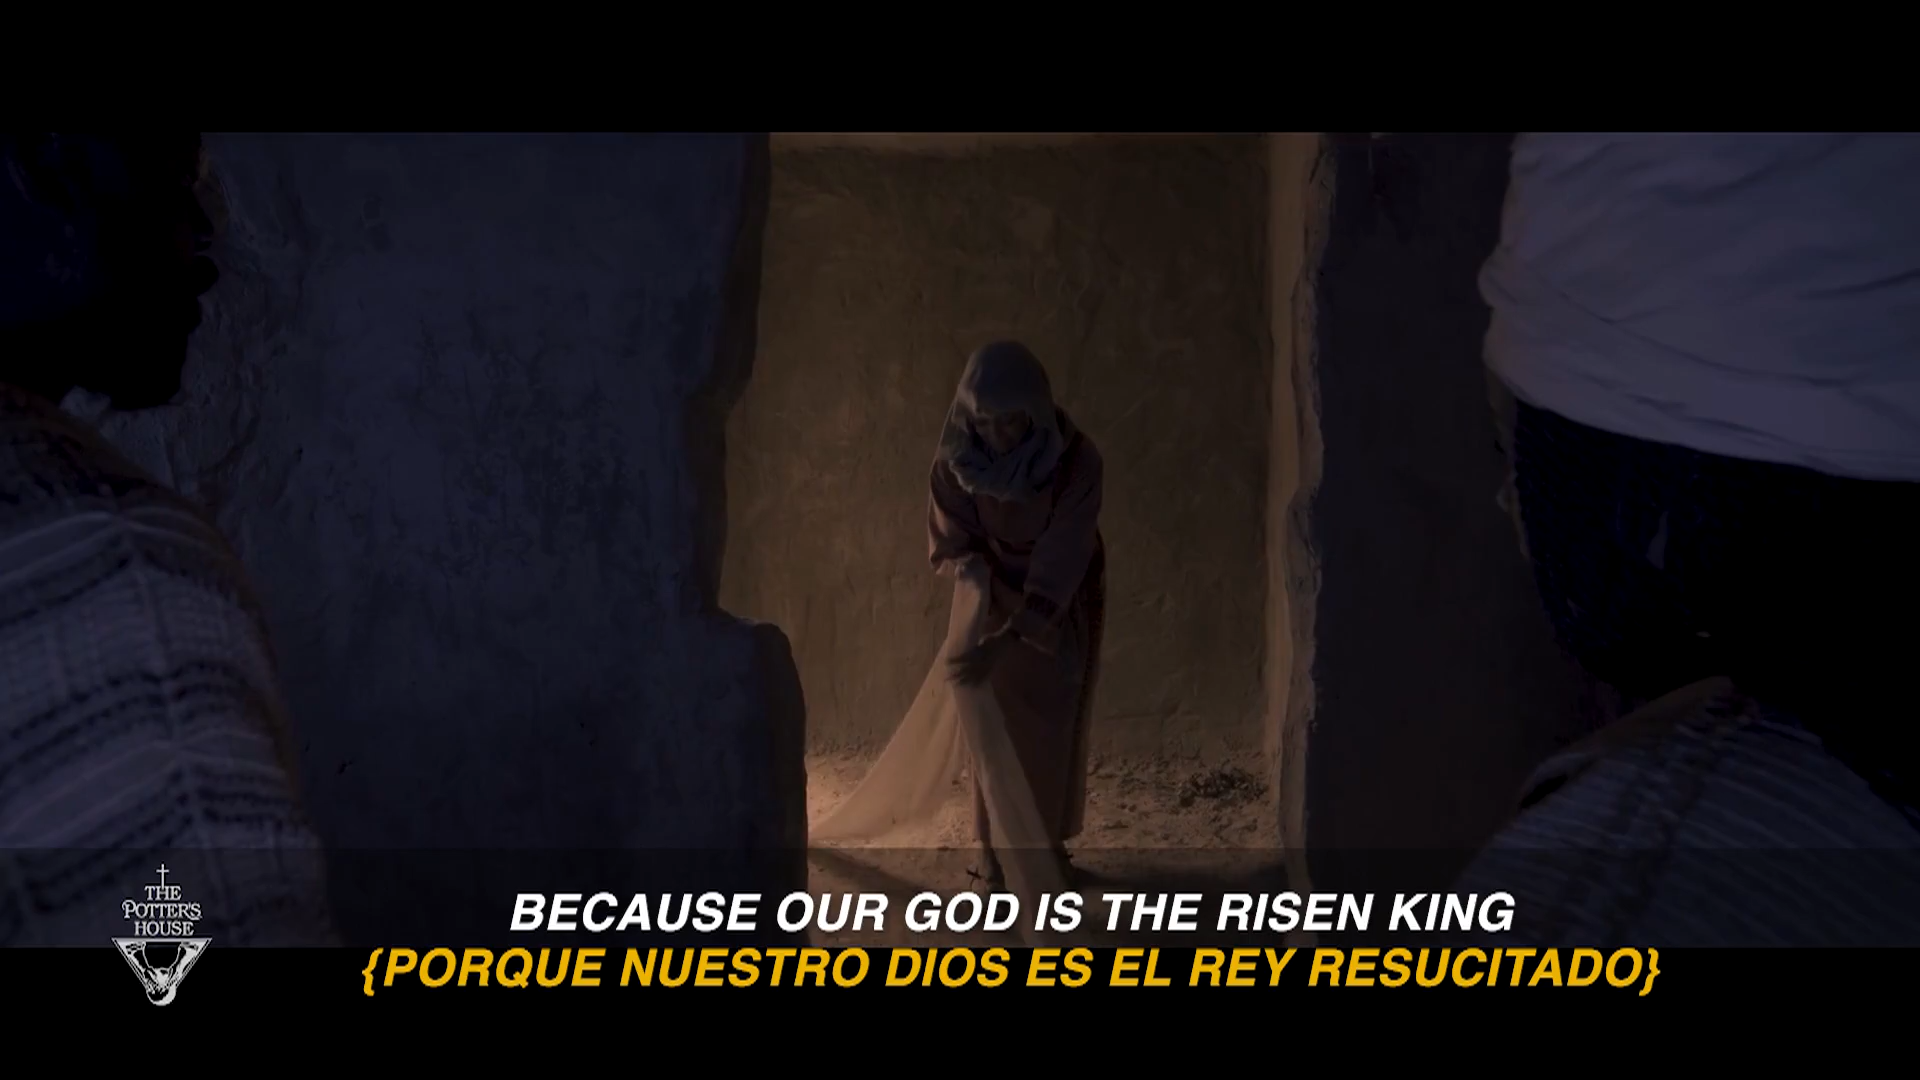 THE
POTTER'S
HOUSE
BECAUSE OUR GOD IS THE RISEN KING
{PORQUE NUESTRO DIOS ES EL REY RESUCITADO}